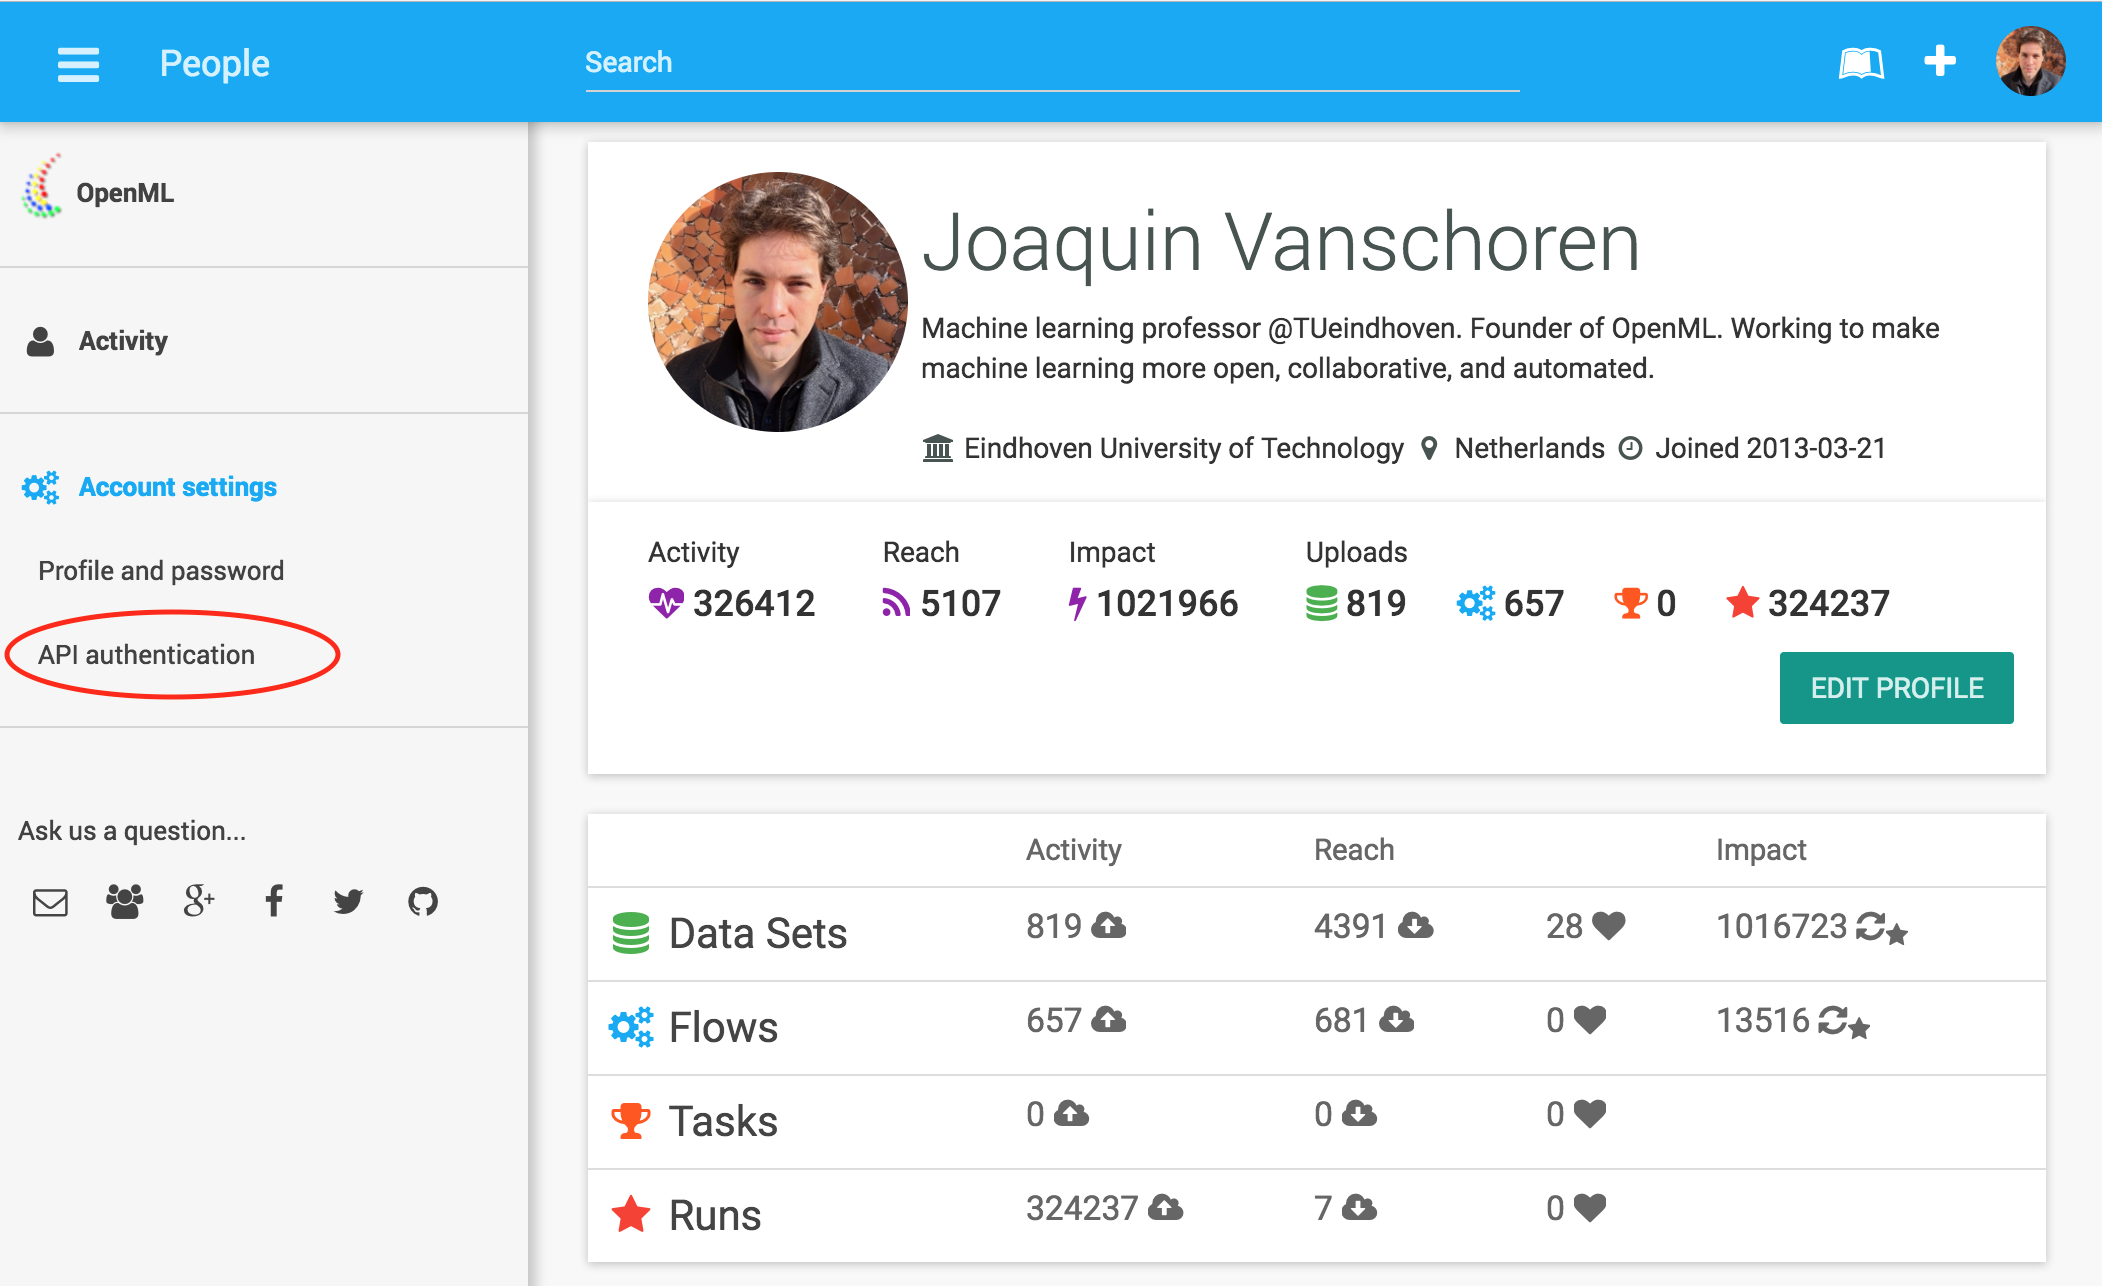 People
Search
OpenML
Activity
Account settings
Profile and password
API authentication
Ask us a question...
g+
Joaquin Vanschoren
Machine learning professor @TUeindhoven. Founder of OpenML. Working to make
machine learning more open, collaborative, and automated.
Eindhoven University of Technology Netherlands Joined 2013-03-21
Activity Reach Impact Uploads
326412 5107 1021966 819 657 0 324237
EDIT PROFILE
Activity Reach Impact
Data Sets 819 4391 28 1016723
Flows 657 681 0 13516
Tasks 0 0 0
Runs 324237 7 0